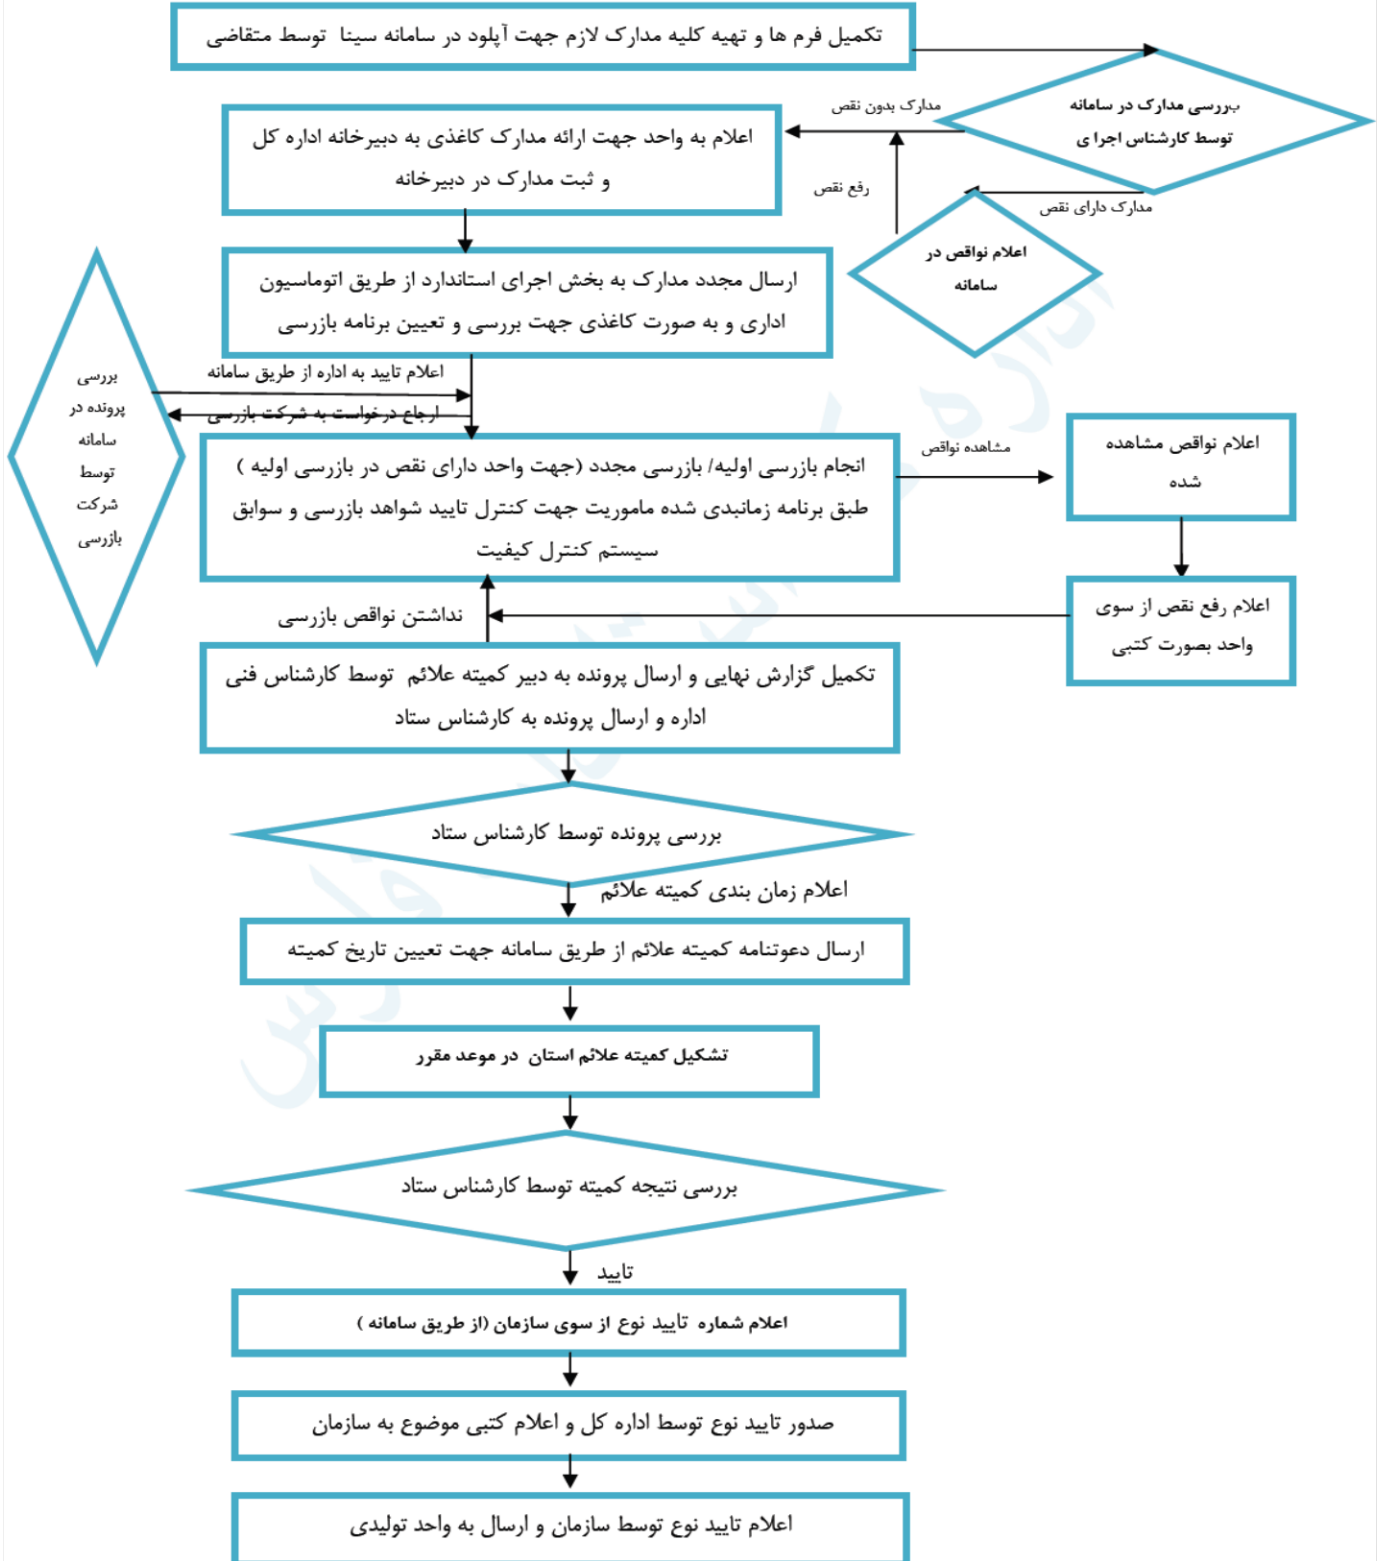 تکمیل فرم ها و تهیه کلیه مدارک لازم جهت آپلود در سامانه سینا توسط متقاضی
بررسی مدارک در سامانه
توسط کارشناس اجرا ی
مدارک بدون نقص
اعلام به واحد جهت ارائه مدارک کاغذی به دبیرخانه اداره کل
و ثبت مدارک در دبیرخانه
رفع نقص
مدارک دارای نقص
اعلام نواقص در
سامانه
ارسال مجدد مدارک به بخش اجرای استاندارد از طریق اتوماسیون
اداری و به صورت کاغذی جهت بررسی و تعیین برنامه بازرسی
اعلام تایید به اداره از طریق سامانه
ارجاع درخواست به شرکت بازرسی
بررسی
پرونده در
سامانه
توسط
شرکت
بازرسی
انجام بازرسی اولیه/ بازرسی مجدد (جهت واحد دارای نقص در بازرسی اولیه )
طبق برنامه زمانبدی شده ماموریت جهت کنترل تایید شواهد بازرسی و سوابق
سیستم کنترل کیفیت
مشاهده نواقص
اعلام نواقص مشاهده
شده
اعلام رفع نقص از سوی
واحد بصورت کتبی
نداشتن نواقص بازرسی
تکمیل گزارش نهایی و ارسال پرونده به دبیر کمیته علائم توسط کارشناس فنی
اداره و ارسال پرونده به کارشناس ستاد
بررسی پرونده توسط کارشناس ستاد
اعلام زمان بندی کمیته علائم
ارسال دعوتنامه کمیته علائم از طریق سامانه جهت تعیین تاریخ کمیته
تشکیل کمیته علائم استان در موعد مقرر
بررسی نتیجه کمیته توسط کارشناس ستاد
تایید
اعلام شماره تایید نوع از سوی سازمان (از طریق سامانه )
صدور تایید نوع توسط اداره کل و اعلام کتبی موضوع به سازمان
اعلام تایید نوع توسط سازمان و ارسال به واحد تولیدی